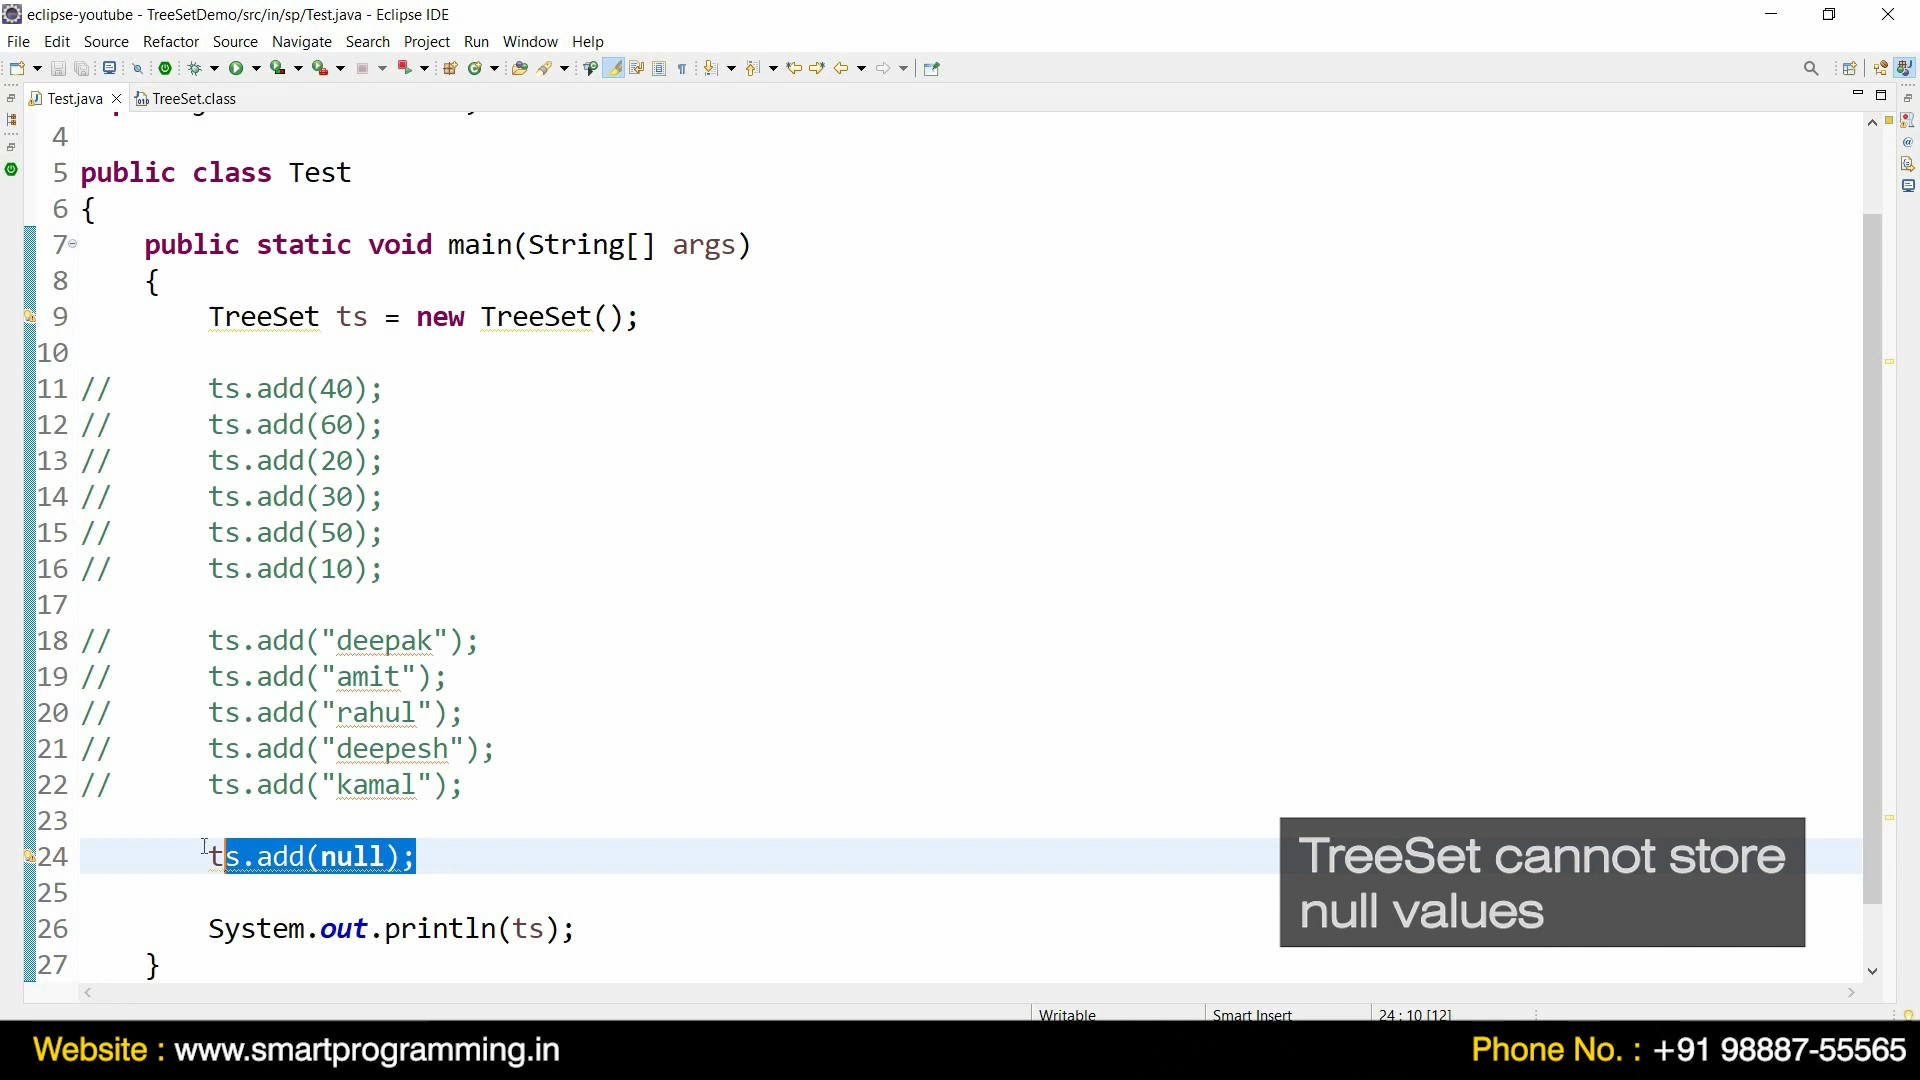 eclipse-youtube - TreeSetDemo/src/in/sp/Test.java - Eclipse IDE
File Edit Source Refactor Source Navigate Search Project Run Window Help
Test.java TreeSet.class
4
5 public class Test
6 {
7 public static void main(String[] args)
8 {
9 TreeSet ts = new TreeSet();
10
11 // ts.add(40);
12 // ts.add(60);
13 // ts.add(20);
14 // ts.add(30);
15 // ts.add(50);
16 // ts.add(10);
17
18 // ts.add("deepak");
19 // ts.add("amit");
20 // ts.add("rahul");
21 // ts.add("deepesh");
22 // ts.add("kamal");
23
24 ts.add(null);
25
26 System.out.println(ts);
27 }
TreeSet cannot store
null values
Writable Smart Insert 24 : 10 [12]
Website : www.smartprogramming.in
Phone No. : +91 98887-55565